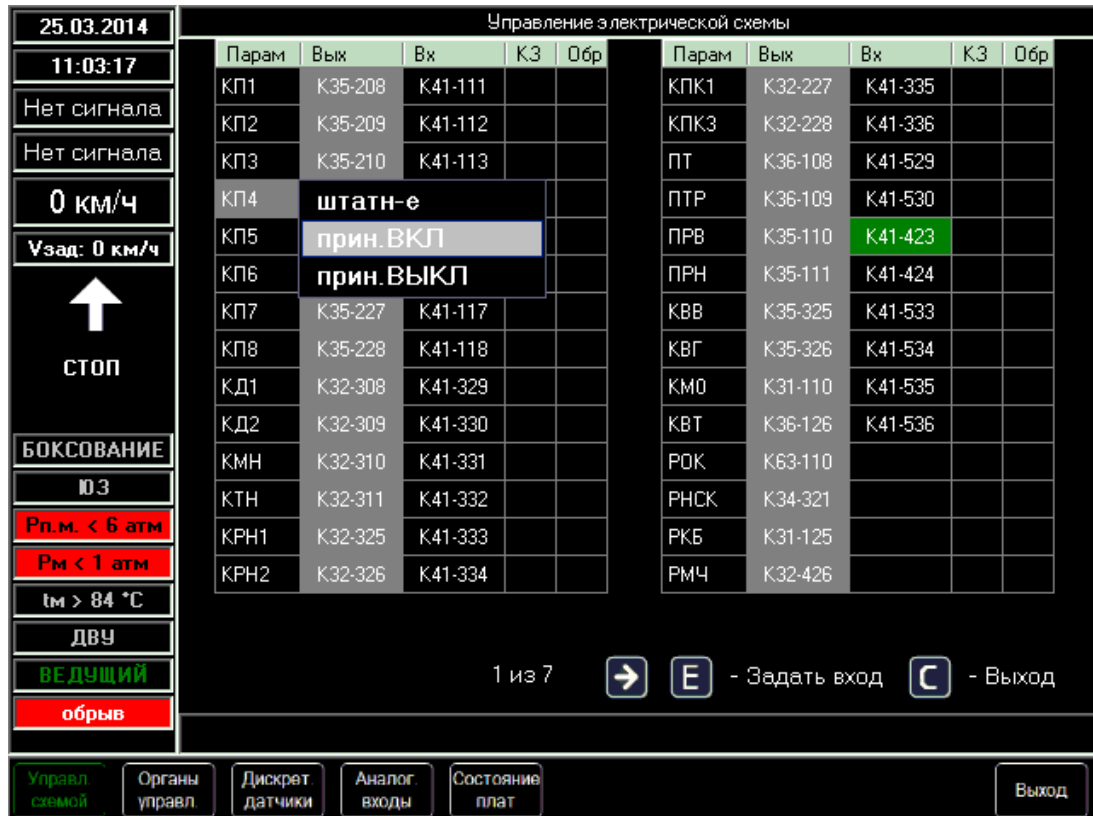 25.03.2014
11:03:17
Нет сигнала
Нет сигнала
0 км/ч
Vзад: 0 км/ч
стоп
БОКСОВАНИЕ
ЮЗ
Рп.м. < 6 атм
Рм < 1 атм
tм > 84 °C
ДВУ
ВЕДУЩИЙ
обрыв
Управление электрической схемы
Парам Вых Вх КЗ Обр
КП1 К35-208 К41-111
КП2 К35-209 К41-112
КП3 К35-210 К41-113
КП4
КП5
КП6
штатн-е
прин.ВКЛ
прин.ВЫКЛ
КП7 К35-227 К41-117
КП8 К35-228 К41-118
КД1 К32-308 К41-329
КД2 К32-309 К41-330
КМН К32-310 К41-331
КТН К32-311 К41-332
КРН1 К32-325 К41-333
КРН2 К32-326 К41-334
Парам Вых Вх КЗ Обр
КПК1 К32-227 К41-335
КПК3 К32-228 К41-336
ПТ К36-108 К41-529
ПТР К36-109 К41-530
ПРВ К35-110 К41-423
ПРН К35-111 К41-424
КВВ К35-325 К41-533
КВГ К35-326 К41-534
КМО К31-110 К41-535
КВТ К36-126 К41-536
РОК К63-110
РНСК К34-321
РКБ К31-125
РМЧ К32-426
1 из 7 E - Задать вход C - Выход
Управл.
схемой
Органы
управл.
Дискрет.
датчики
Аналог.
входы
Состояние
плат
Выход